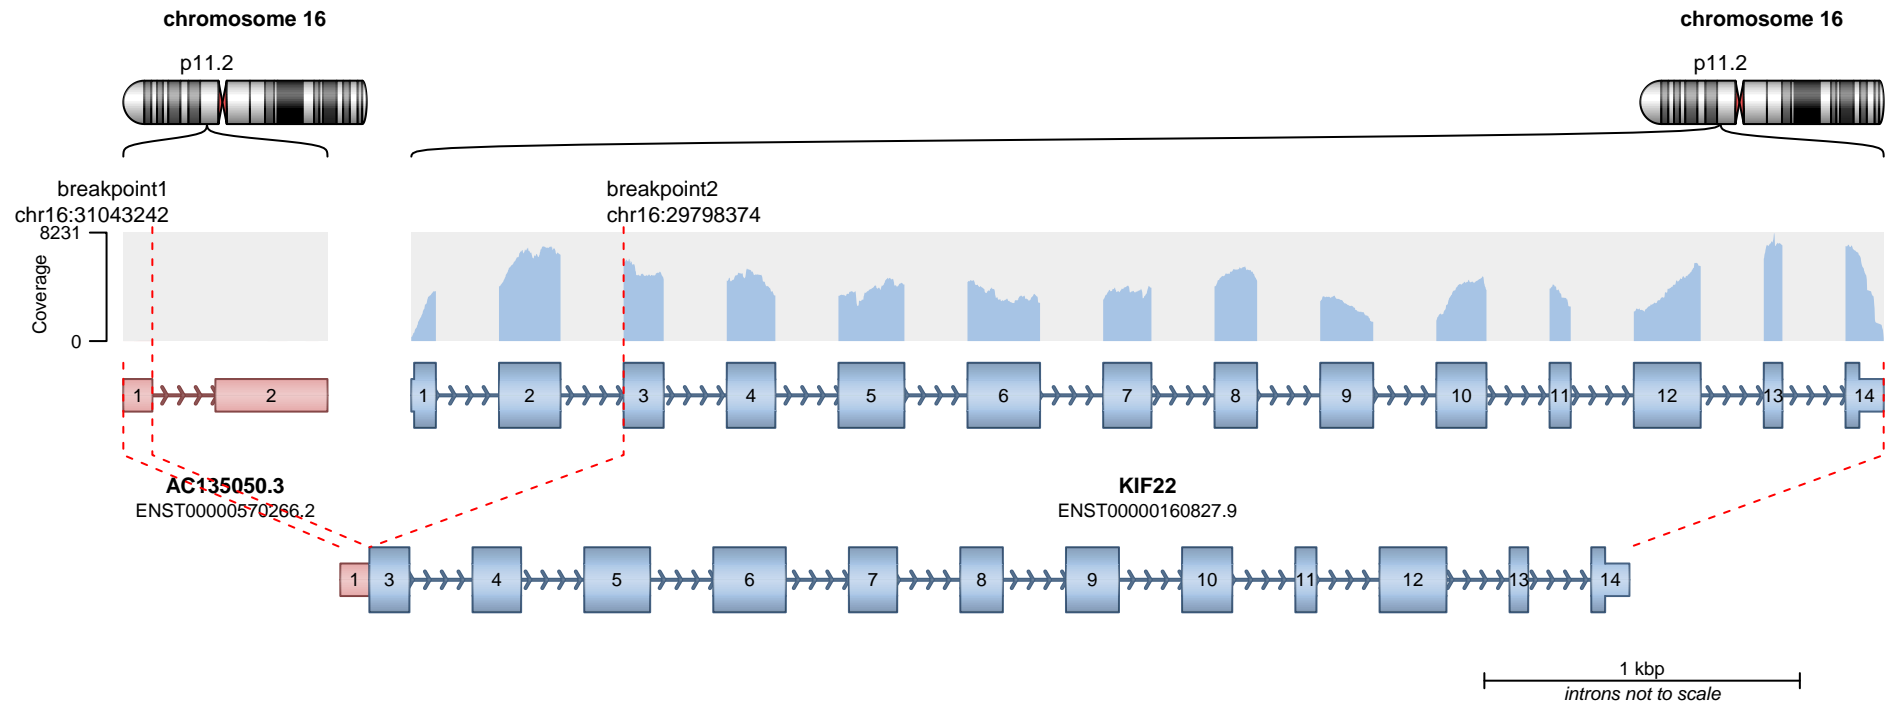 chromosome 16
chromosome 16
p11.2
p11.2
breakpoint1
chr16:31043242
breakpoint2
chr16:29798374
8231
Coverage
0
1 2
1 2 3 4 5 6 7 8 9 10 11 12 13 14
AC135050.3
ENST00000570266.2
KIF22
ENST00000160827.9
1 3 4 5 6 7 8 9 10 11 12 13 14
1 kbp
introns not to scale